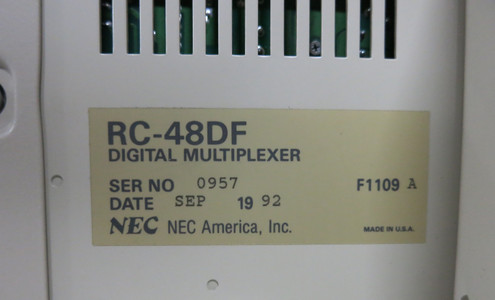 RC-48DF
DIGITAL MULTIPLEXER
SER NO 0957 F1109 A
DATE SEP 19 92
NEC NEC America, Inc. MADE IN U.S.A.